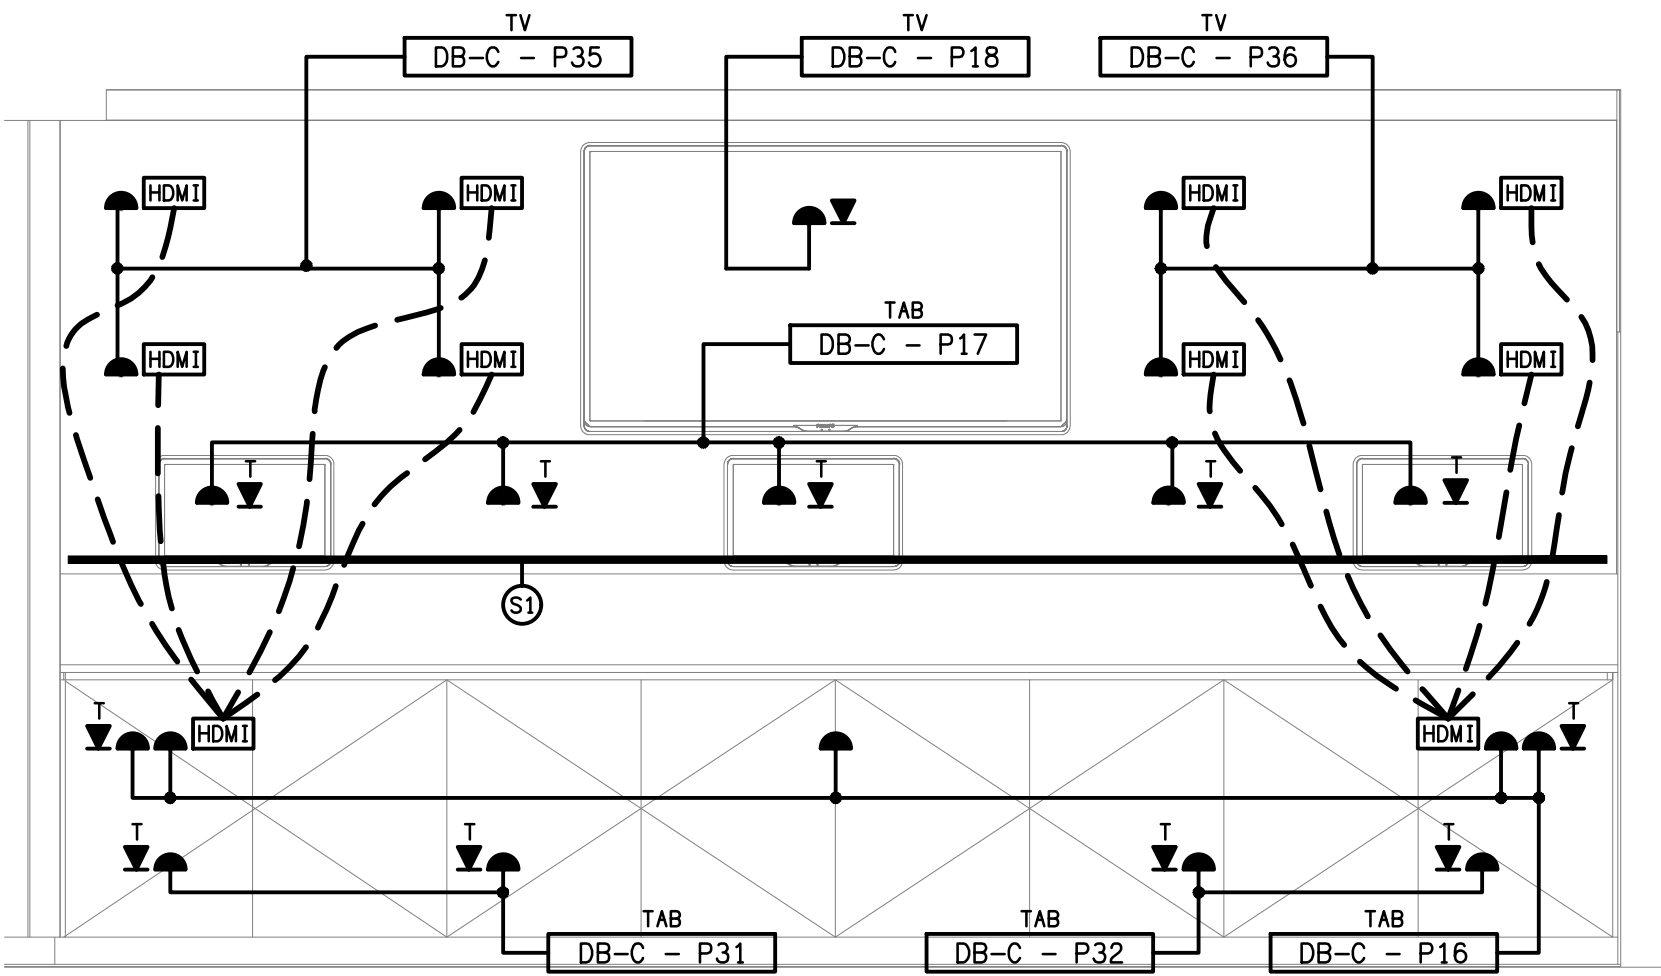 TV TV TV
DB-C - P35 DB-C - P18 DB-C - P36
HDMI HDMI HDMI HDMI
TAB
DB-C - P17
HDMI HDMI HDMI HDMI
T T T T T
S1
T T
HDMI HDMI
T T T T
TAB TAB TAB
DB-C - P31 DB-C - P32 DB-C - P16